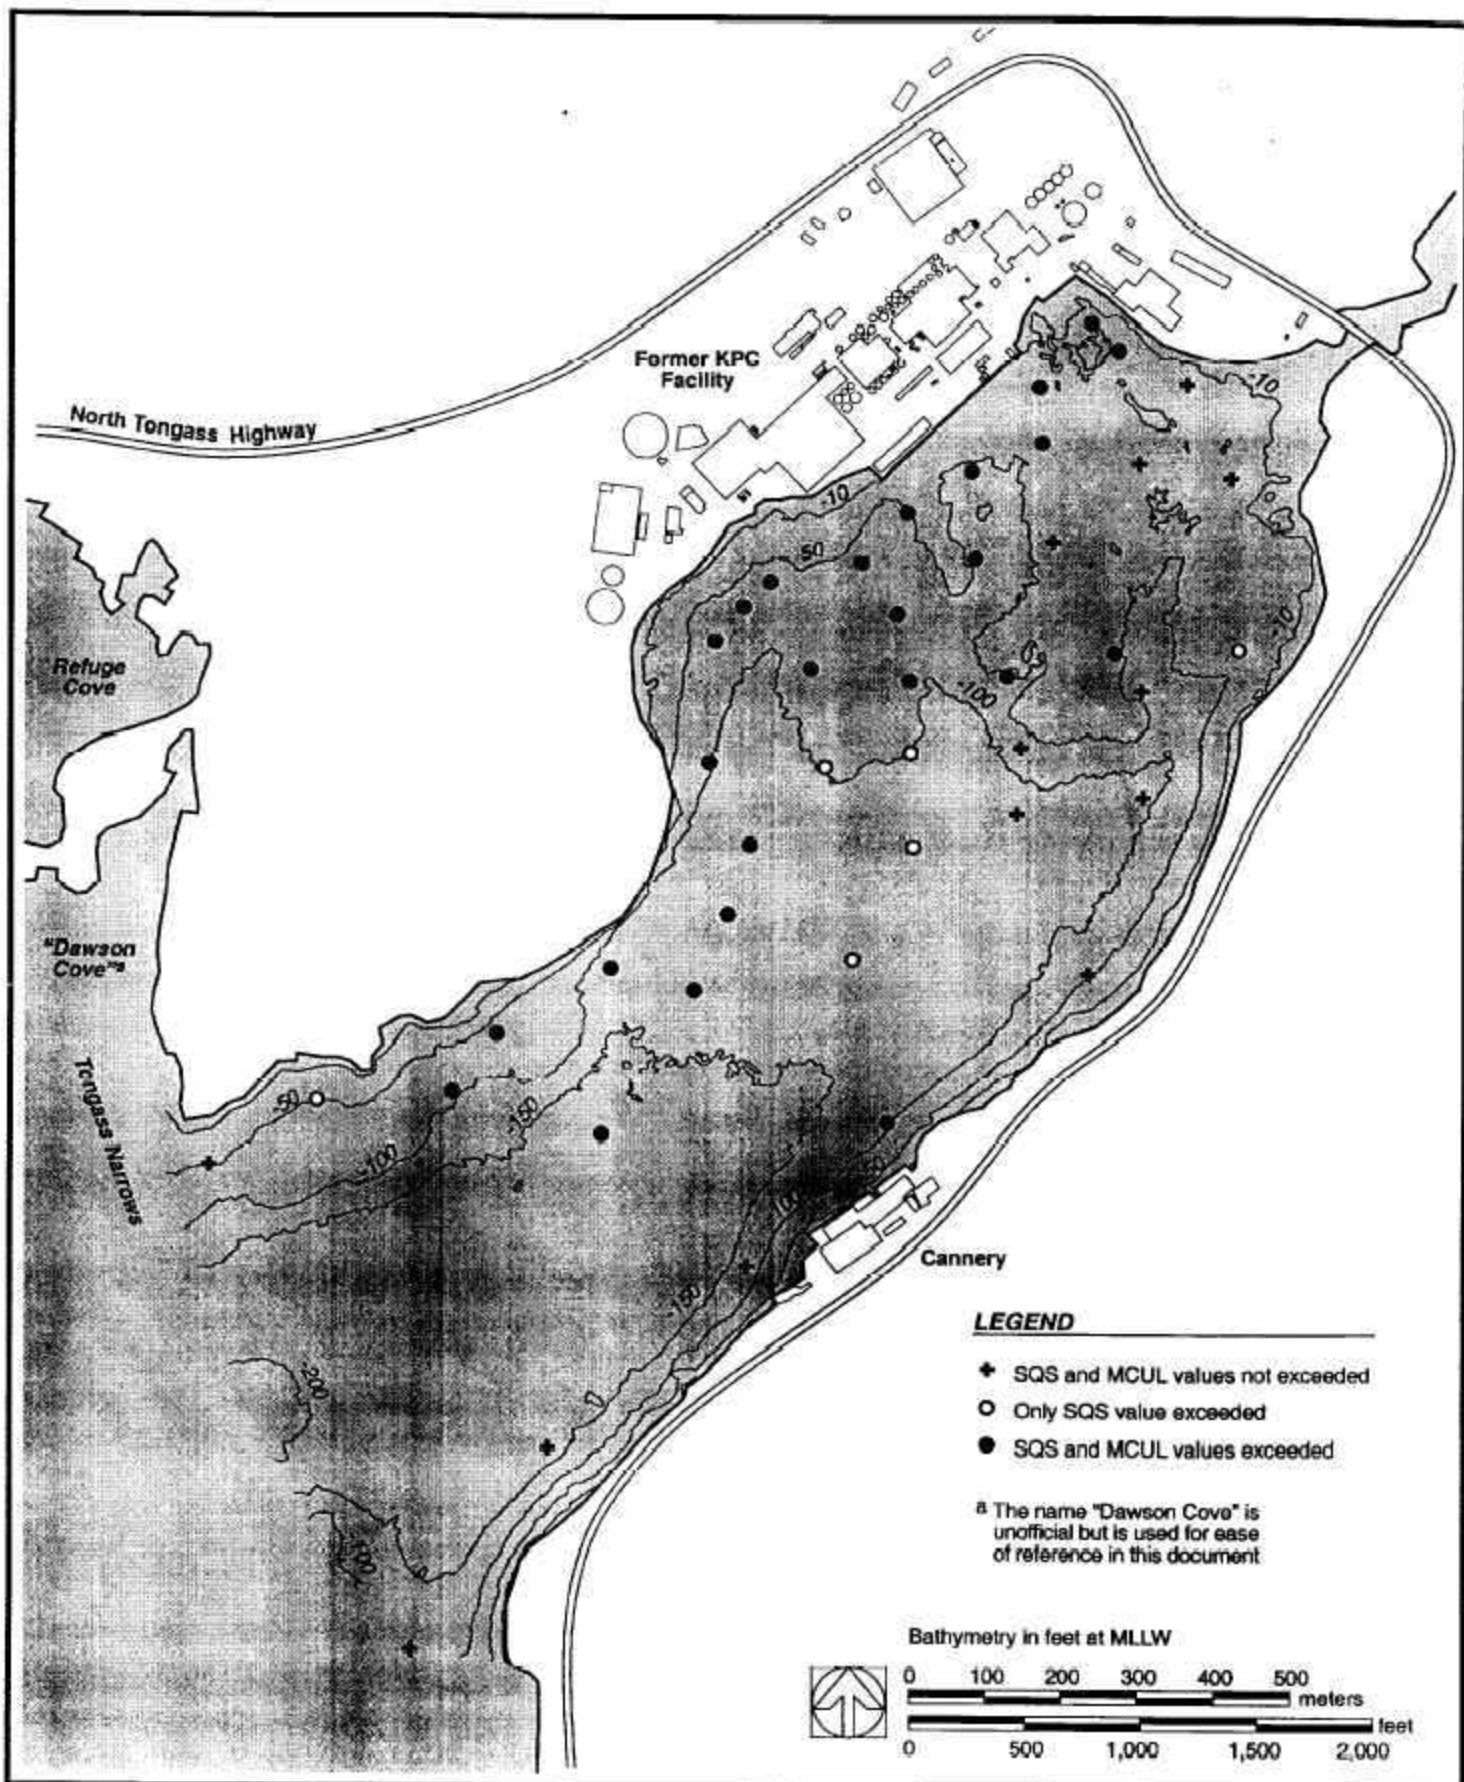 Former KPC
Facility
North Tongass Highway
-10
-10
50
-10
Refuge
Cove
-100
"Dawson
Cove"a
Tongass Narrows
-50
-150
-100
50
100
Cannery
-150
-200
LEGEND
SQS and MCUL values not exceeded
Only SQS value exceeded
SQS and MCUL values exceeded
a The name "Dawson Cove" is
unofficial but is used for ease
of reference in this document
Bathymetry in feet at MLLW
0 100 200 300 400 500
meters
feet
0 500 1,000 1,500 2,000